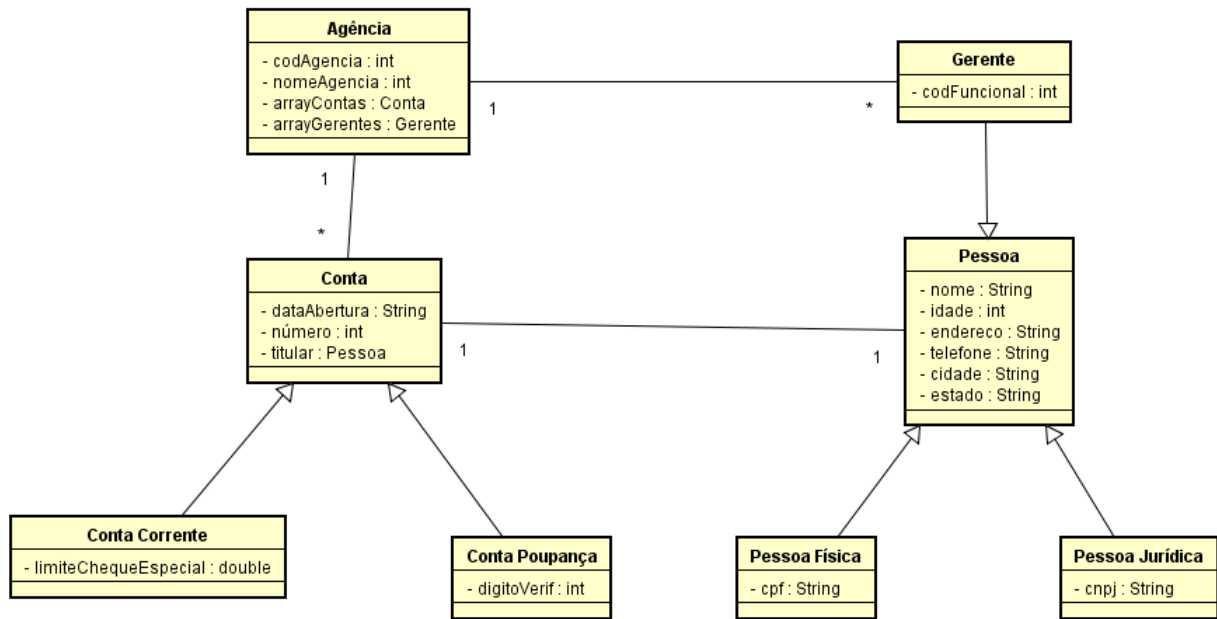 Agência
- codAgencia : int
- nomeAgencia : int
- arrayContas : Conta
- arrayGerentes : Gerente
Gerente
- codFuncional : int
1
*
1
*
Conta
- dataAbertura : String
- número : int
- titular : Pessoa
Pessoa
- nome : String
- idade : int
- endereco : String
- telefone : String
- cidade : String
- estado : String
1
1
Conta Corrente
- limiteChequeEspecial : double
Conta Poupança
- digitoVerif : int
Pessoa Física
- cpf : String
Pessoa Jurídica
- cnpj : String